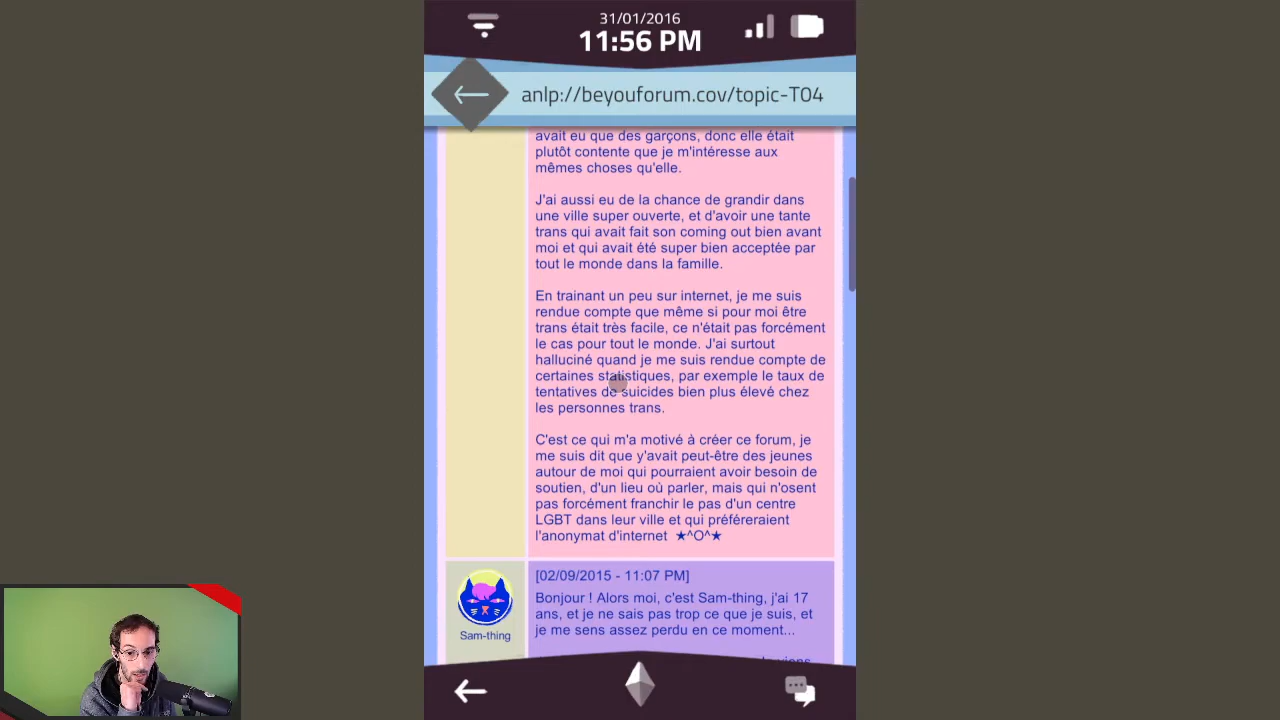 31/01/2016
11:56 PM
anlp://beyouforum.cov/topic-T04
avait eu que des garçons, donc elle était
plutôt contente que je m'intéresse aux
mêmes choses qu'elle.
J'ai aussi eu de la chance de grandir dans
une ville super ouverte, et d'avoir une tante
trans qui avait fait son coming out bien avant
moi et qui avait été super bien acceptée par
tout le monde dans la famille.
En trainant un peu sur internet, je me suis
rendue compte que même si pour moi être
trans était très facile, ce n'était pas forcément
le cas pour tout le monde. J'ai surtout
halluciné quand je me suis rendue compte de
certaines statistiques, par exemple le taux de
tentatives de suicides bien plus élevé chez
les personnes trans.
C'est ce qui m'a motivé à créer ce forum, je
me suis dit que y'avait peut-être des jeunes
autour de moi qui pourraient avoir besoin de
soutien, d'un lieu où parler, mais qui n'osent
pas forcément franchir le pas d'un centre
LGBT dans leur ville et qui préféreraient
l'anonymat d'internet ★^O^★
[02/09/2015 - 11:07 PM]
Bonjour ! Alors moi, c'est Sam-thing, j'ai 17
ans, et je ne sais pas trop ce que je suis, et
je me sens assez perdu en ce moment...
Sam-thing